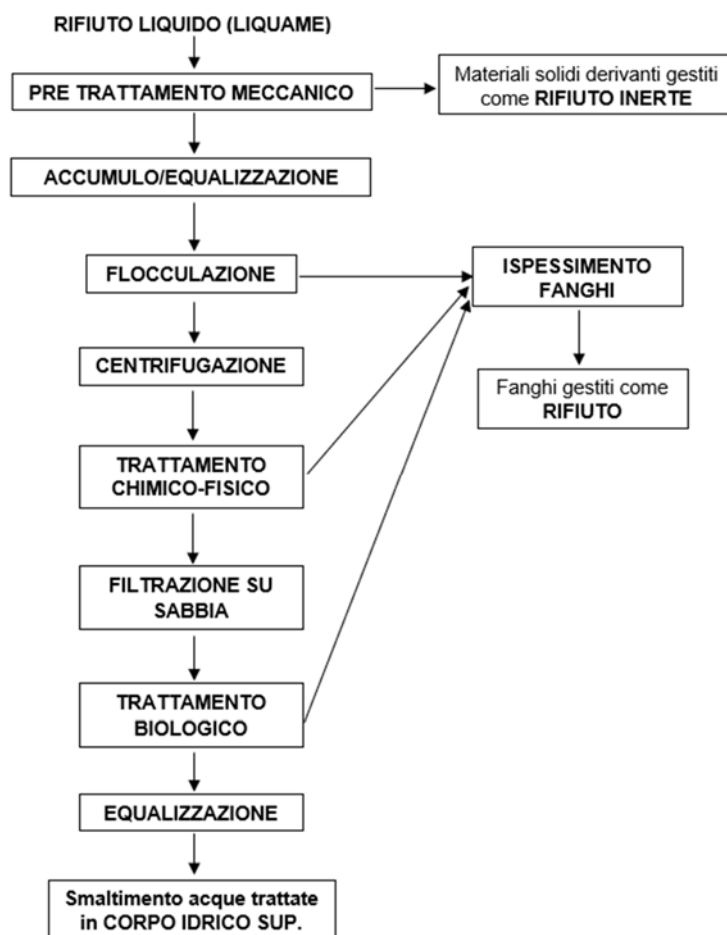 RIFIUTO LIQUIDO (LIQUAME)
PRE TRATTAMENTO MECCANICO
Materiali solidi derivanti gestiti
come RIFIUTO INERTE
ACCUMULO/EQUALIZZAZIONE
FLOCCULAZIONE
ISPESSIMENTO
FANGHI
CENTRIFUGAZIONE
Fanghi gestiti come
RIFIUTO
TRATTAMENTO
CHIMICO-FISICO
FILTRAZIONE SU
SABBIA
TRATTAMENTO
BIOLOGICO
EQUALIZZAZIONE
Smaltimento acque trattate
in CORPO IDRICO SUP.